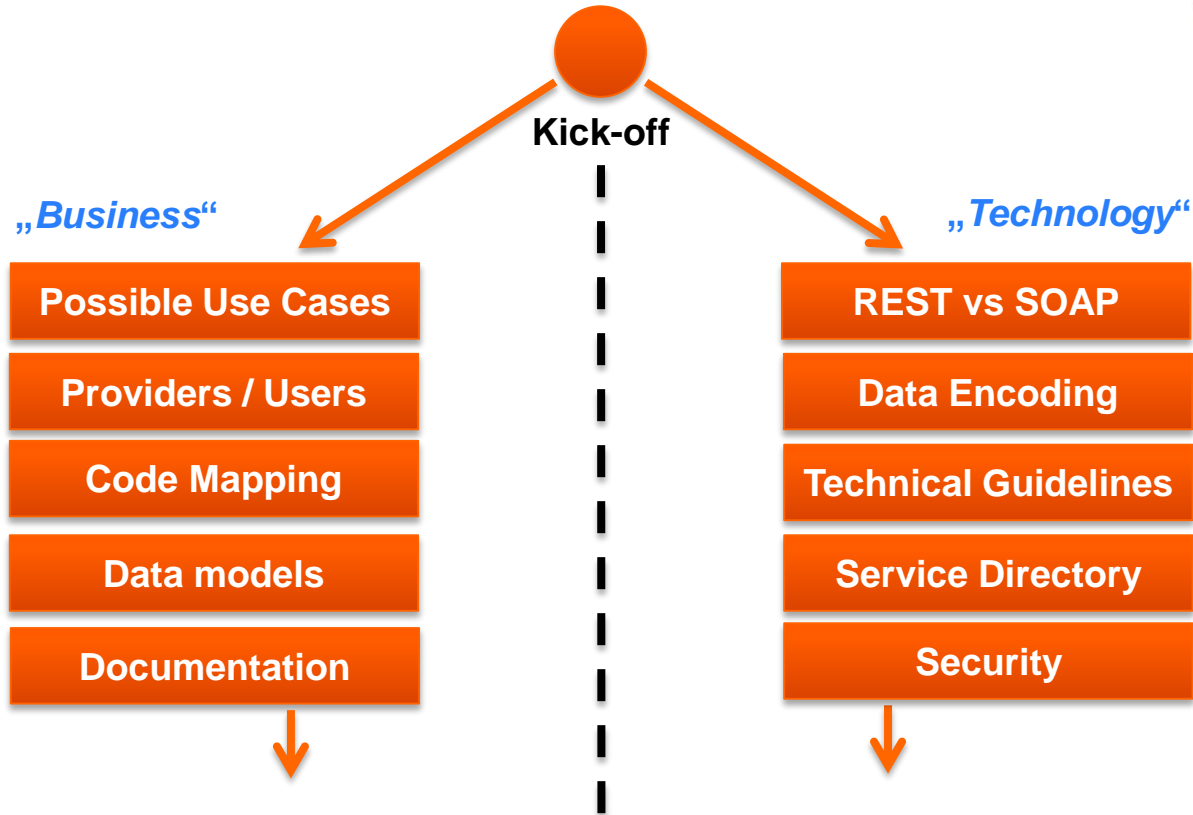 Kick-off
„Business“
Possible Use Cases
Providers / Users
Code Mapping
Data models
Documentation
„Technology“
REST vs SOAP
Data Encoding
Technical Guidelines
Service Directory
Security